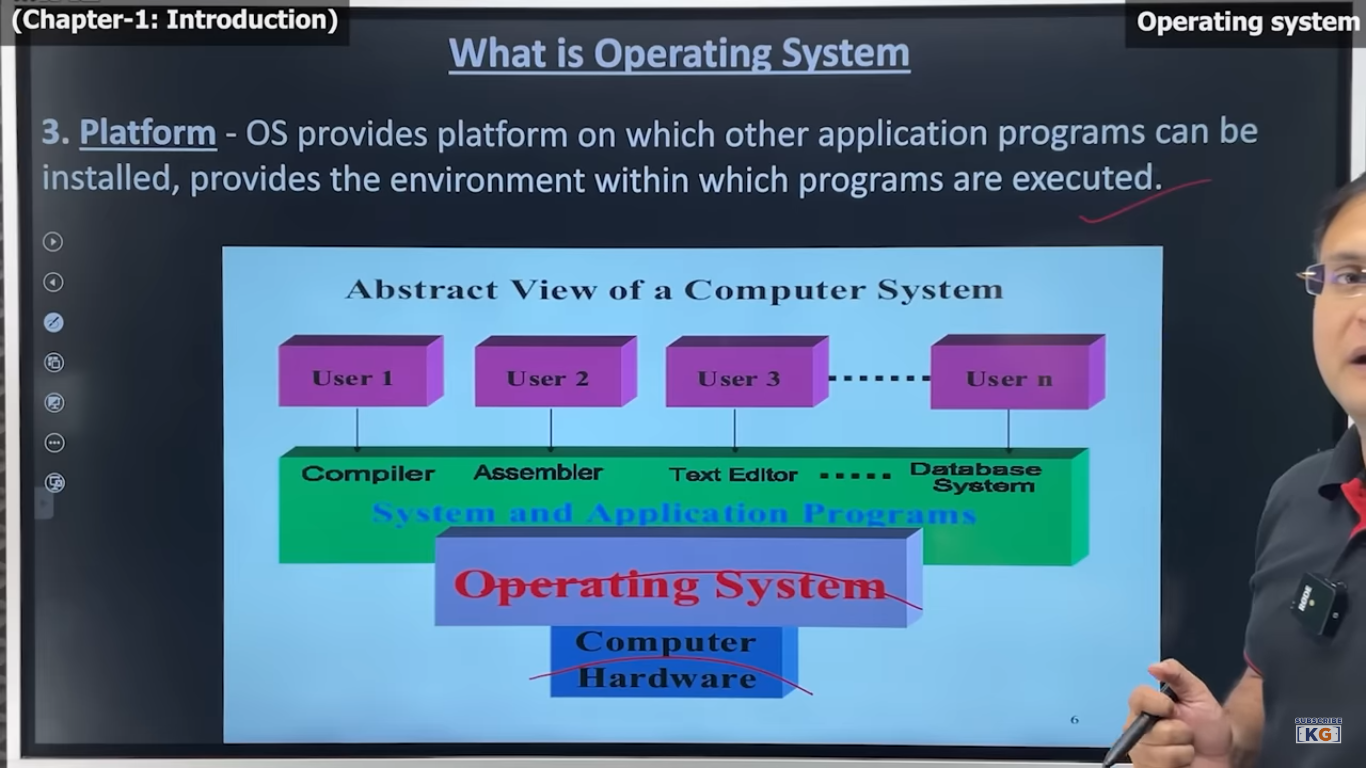 (Chapter-1: Introduction)
Operating system
What is Operating System
3. Platform - OS provides platform on which other application programs can be
installed, provides the environment within which programs are executed.
Abstract View of a Computer System
User 1
User 2
User 3
User n
Compiler
Assembler
Text Editor
Database
System
System and Application Programs
Operating System
Computer
Hardware
6
RODE
SUBSCRIBE
KG